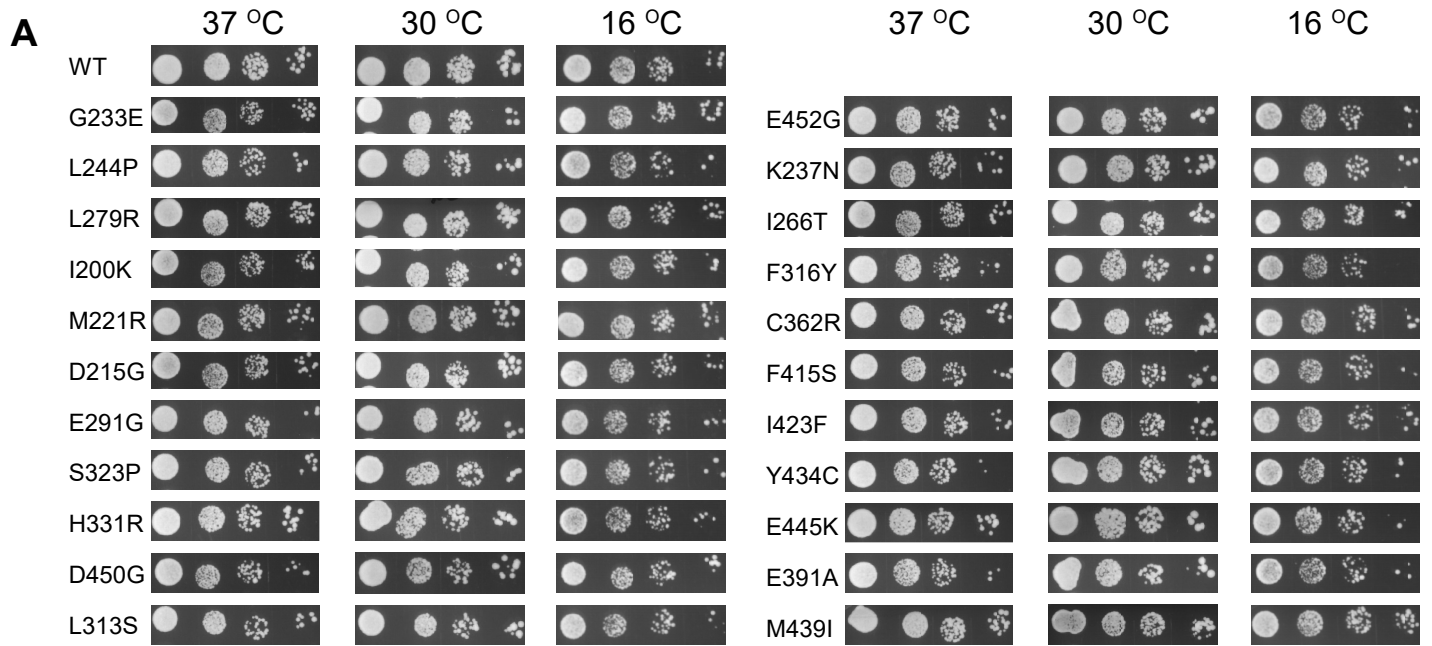 A
37 °C 30 °C 16 °C 37 °C 30 °C 16 °C
WT
G233E
L244P
L279R
I200K
M221R
D215G
E291G
S323P
H331R
D450G
L313S
E452G
K237N
I266T
F316Y
C362R
F415S
I423F
Y434C
E445K
E391A
M439I